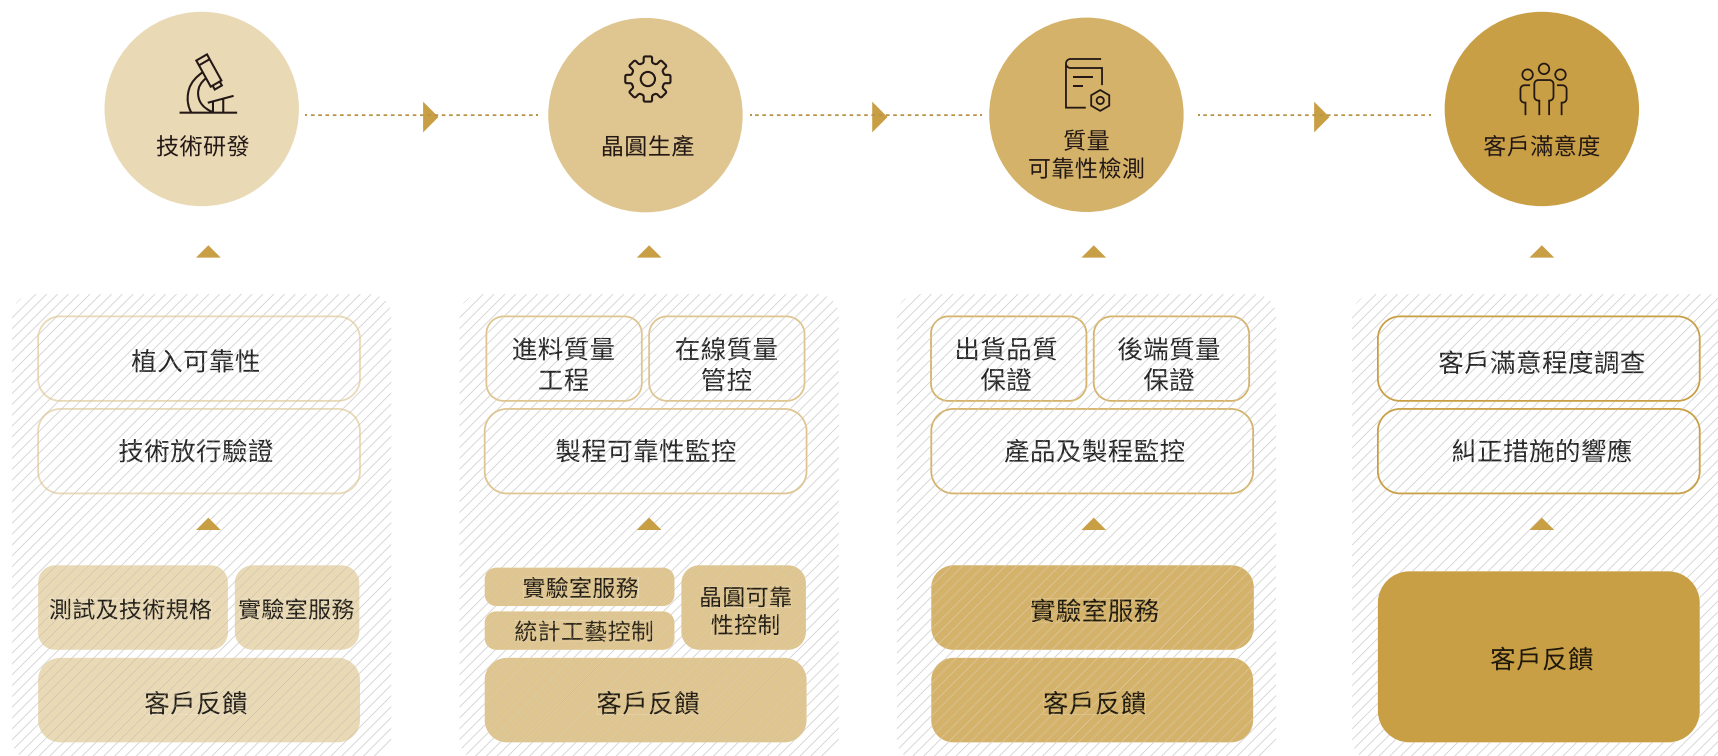 技術研發
晶圓生產
質量
可靠性檢測
客戶滿意度
植入可靠性
技術放行驗證
測試及技術規格
實驗室服務
客戶反饋
進料質量
工程
在線質量
管控
製程可靠性監控
實驗室服務
統計工藝控制
晶圓可靠
性控制
客戶反饋
出貨品質
保證
後端質量
保證
產品及製程監控
實驗室服務
客戶反饋
客戶滿意程度調查
糾正措施的響應
客戶反饋